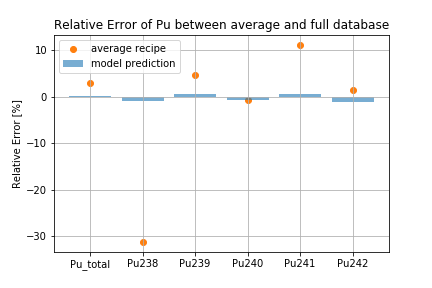 Relative Error of Pu between average and full database
average recipe
model prediction
Relative Error [%]
10
0
−10
−20
−30
Pu_total Pu238 Pu239 Pu240 Pu241 Pu242